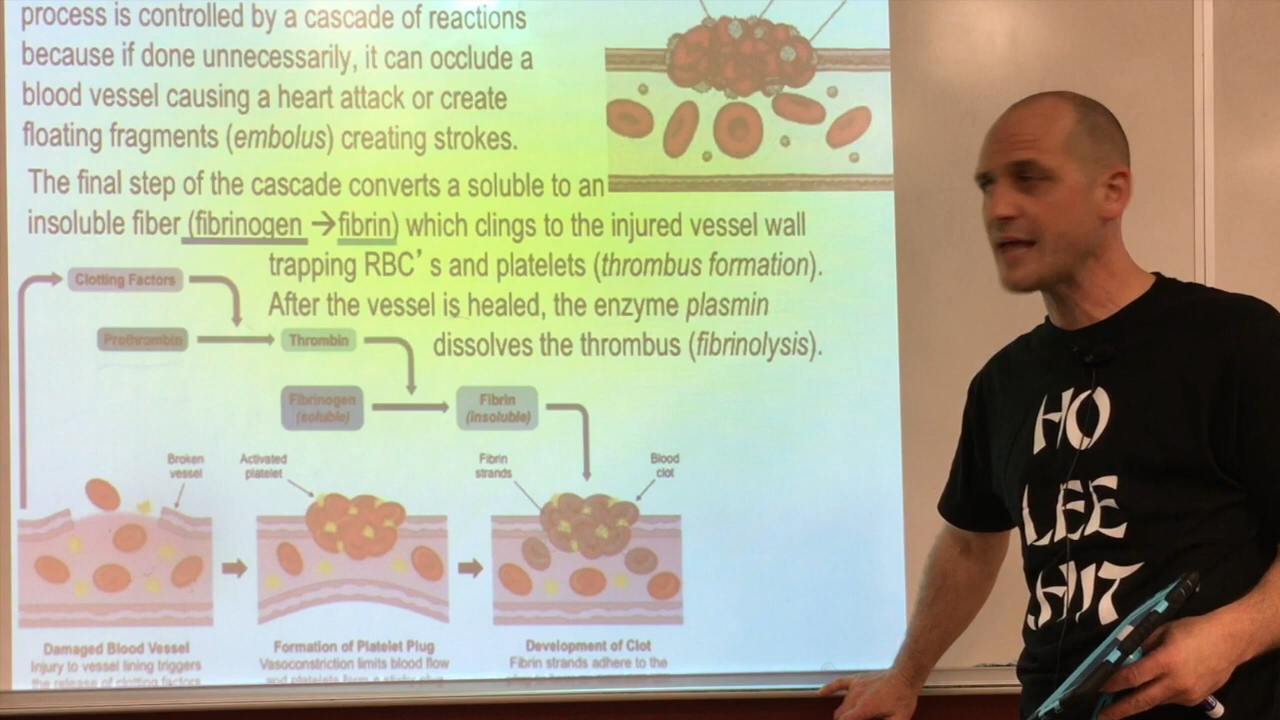 process is controlled by a cascade of reactions
because if done unnecessarily, it can occlude a
blood vessel causing a heart attack or create
floating fragments (embolus) creating strokes.
The final step of the cascade converts a soluble to an
insoluble fiber (fibrinogen →fibrin) which clings to the injured vessel wall
trapping RBC's and platelets (thrombus formation).
After the vessel is healed, the enzyme plasmin
dissolves the thrombus (fibrinolysis).
Clotting Factors
Prothrombin
Thrombin
Fibrinogen
(soluble)
Fibrin
(insoluble)
Broken
vessel
Activated
platelet
Fibrin
strands
Blood
clot
Damaged Blood Vessel
Injury to vessel lining triggers
the release of clotting factors
Formation of Platelet Plug
Vasoconstriction limits blood flow
and platelets form a sticky plug
Development of Clot
Fibrin strands adhere to the
HO
LEE